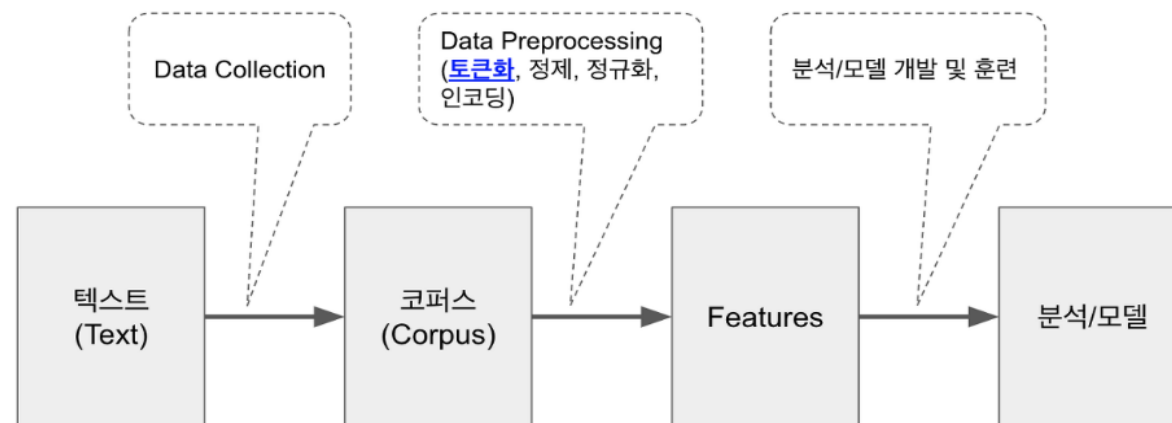 Data Collection
Data Preprocessing
(토큰화, 정제, 정규화,
인코딩)
분석/모델 개발 및 훈련
텍스트
(Text)
코퍼스
(Corpus)
Features
분석/모델